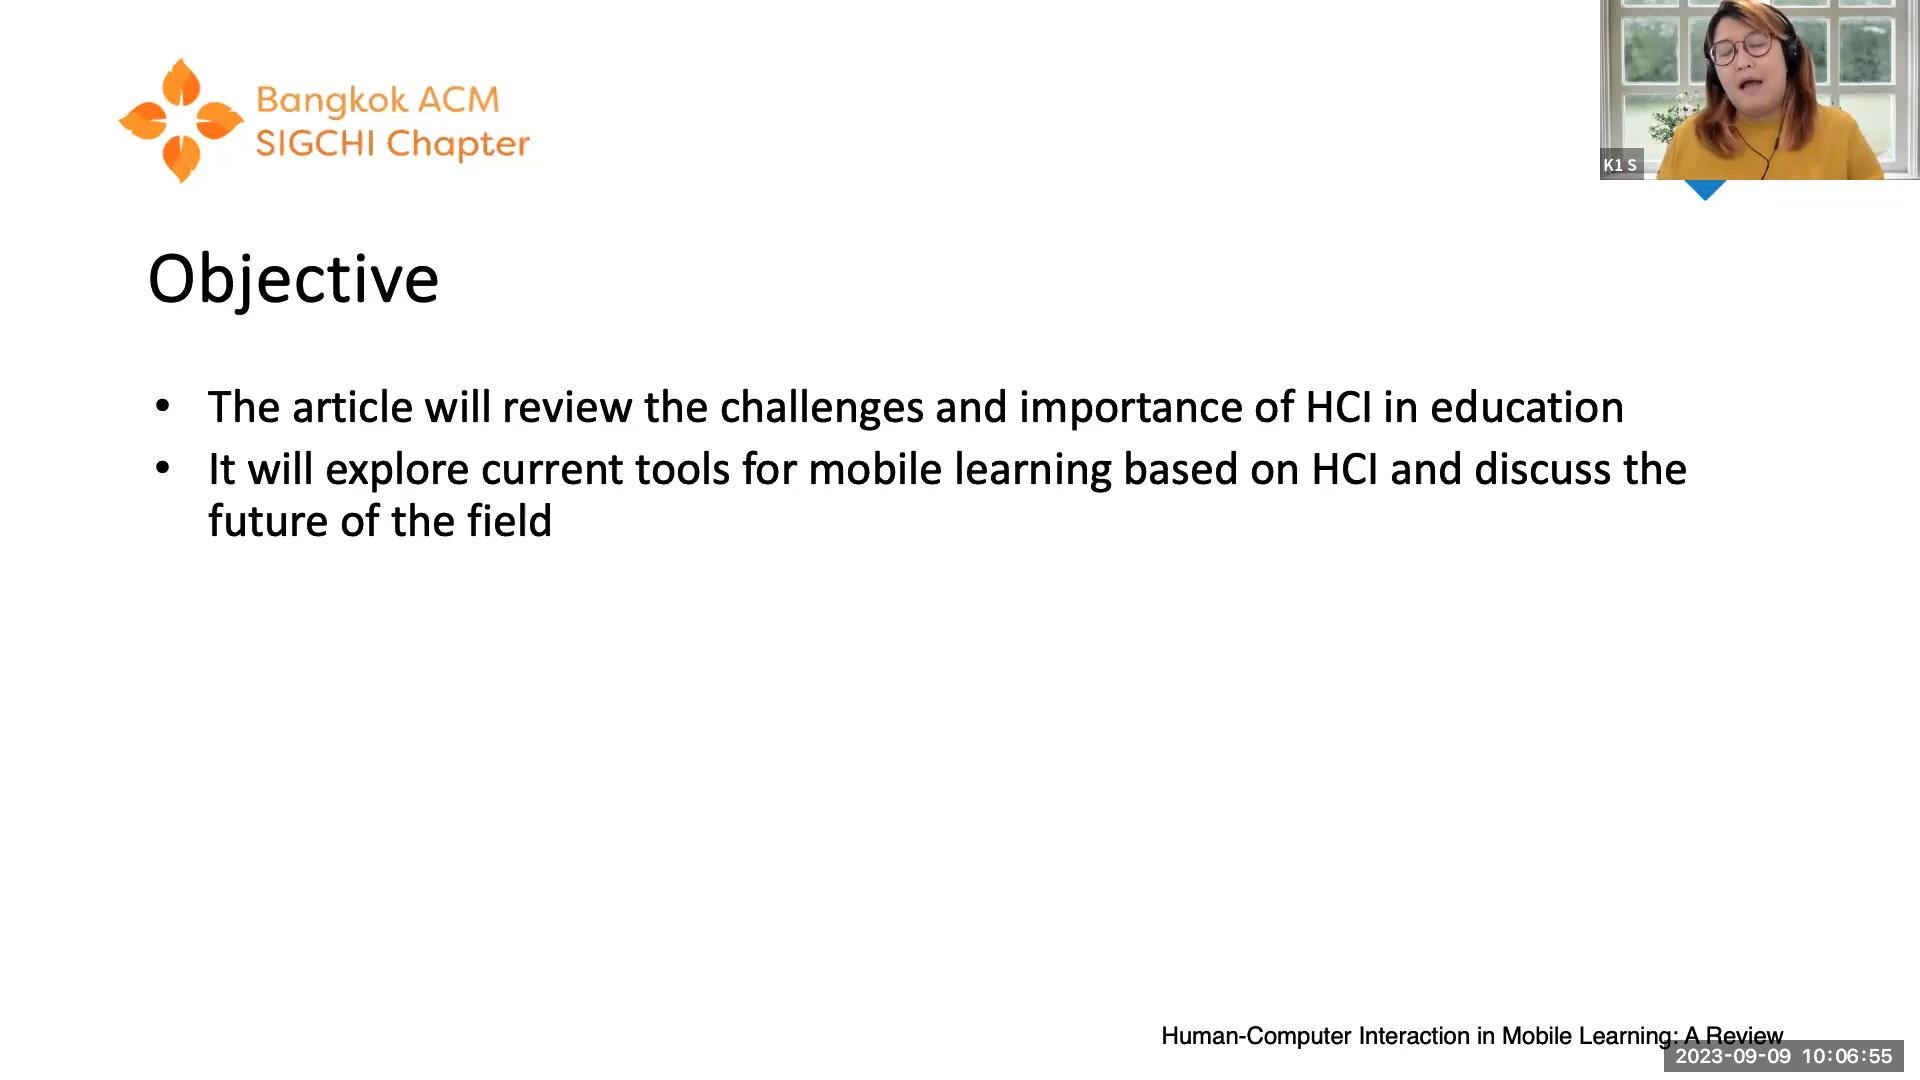 Bangkok ACM
SIGCHI Chapter
K1 S
Objective
• The article will review the challenges and importance of HCI in education
• It will explore current tools for mobile learning based on HCI and discuss the
future of the field
Human-Computer Interaction in Mobile Learning: A Review
2023-09-09 10:06:55